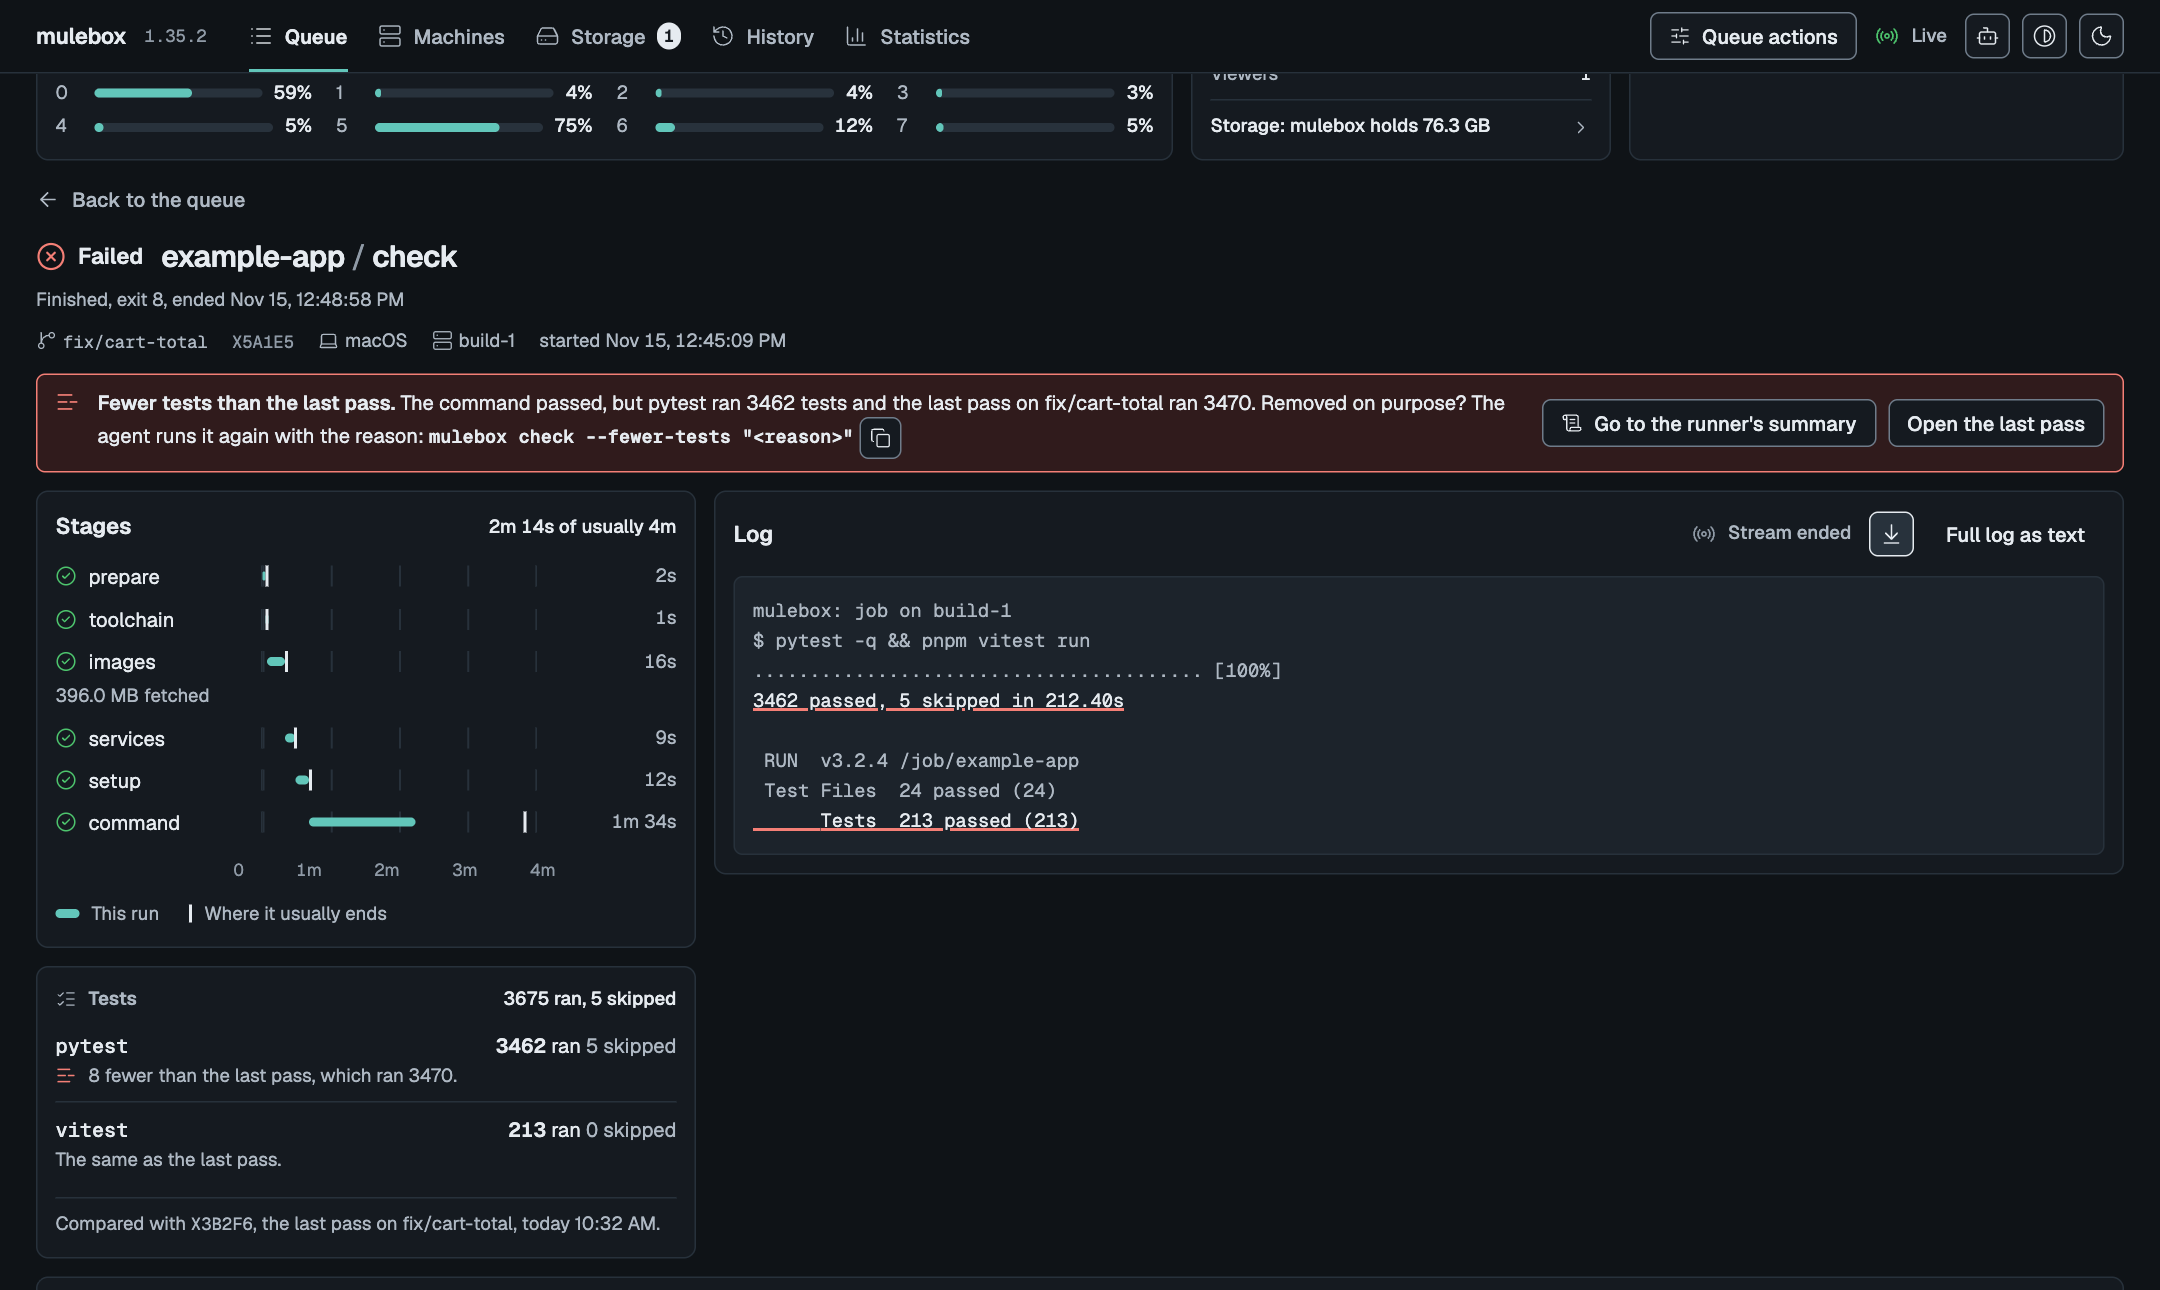 mulebox 1.35.2 Queue Machines Storage 1 History Statistics Queue actions Live
0 59% 1 4% 2 4% 3 3%
4 5% 5 75% 6 12% 7 5%
Viewers 1
Storage: mulebox holds 76.3 GB
Back to the queue
Failed example-app / check
Finished, exit 8, ended Nov 15, 12:48:58 PM
fix/cart-total X5A1E5 macOS build-1 started Nov 15, 12:45:09 PM
Fewer tests than the last pass. The command passed, but pytest ran 3462 tests and the last pass on fix/cart-total ran 3470. Removed on purpose? The
agent runs it again with the reason: mulebox check --fewer-tests "<reason>"
Go to the runner's summary
Open the last pass
Stages 2m 14s of usually 4m
prepare 2s
toolchain 1s
images 16s
396.0 MB fetched
services 9s
setup 12s
command 1m 34s
0 1m 2m 3m 4m
This run Where it usually ends
Log Stream ended Full log as text
mulebox: job on build-1
$ pytest -q && pnpm vitest run
........................................ [100%]
3462 passed, 5 skipped in 212.40s
RUN v3.2.4 /job/example-app
Test Files 24 passed (24)
Tests 213 passed (213)
Tests 3675 ran, 5 skipped
pytest 3462 ran 5 skipped
8 fewer than the last pass, which ran 3470.
vitest 213 ran 0 skipped
The same as the last pass.
Compared with X3B2F6, the last pass on fix/cart-total, today 10:32 AM.